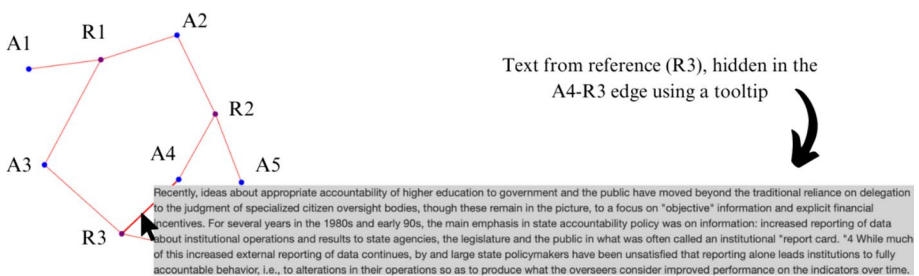 A2
R1
A1
Text from reference (R3), hidden in the
A4-R3 edge using a tooltip
R2
A4
A5
A3
R3
Recently, ideas about appropriate accountability of higher education to government and the public have moved beyond the traditional reliance on delegation
to the judgment of specialized citizen oversight bodies, though these remain in the picture, to a focus on "objective" information and explicit financial
incentives. For several years in the 1980s and early 90s, the main emphasis in state accountability policy was on information: increased reporting of data
about institutional operations and results to state agencies, the legislature and the public in what was often called an institutional "report card. "4 While much
of this increased external reporting of data continues, by and large state policymakers have been unsatisfied that reporting alone leads institutions to fully
accountable behavior, i.e., to alterations in their operations so as to produce what the overseers consider improved performance on the indicators over time.